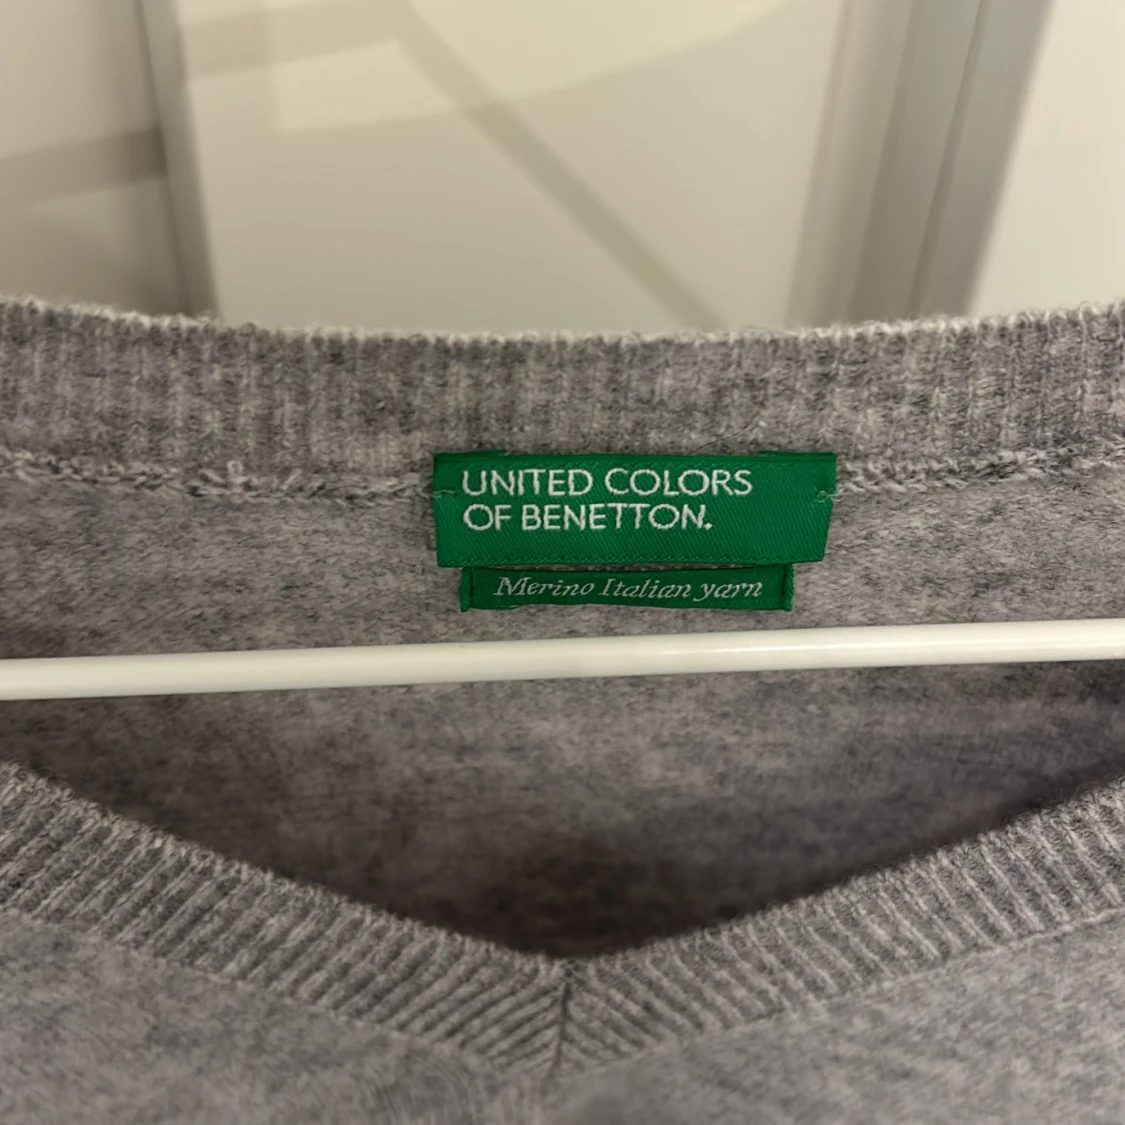 UNITED COLORS
OF BENETTON.
Merino Italian yarn